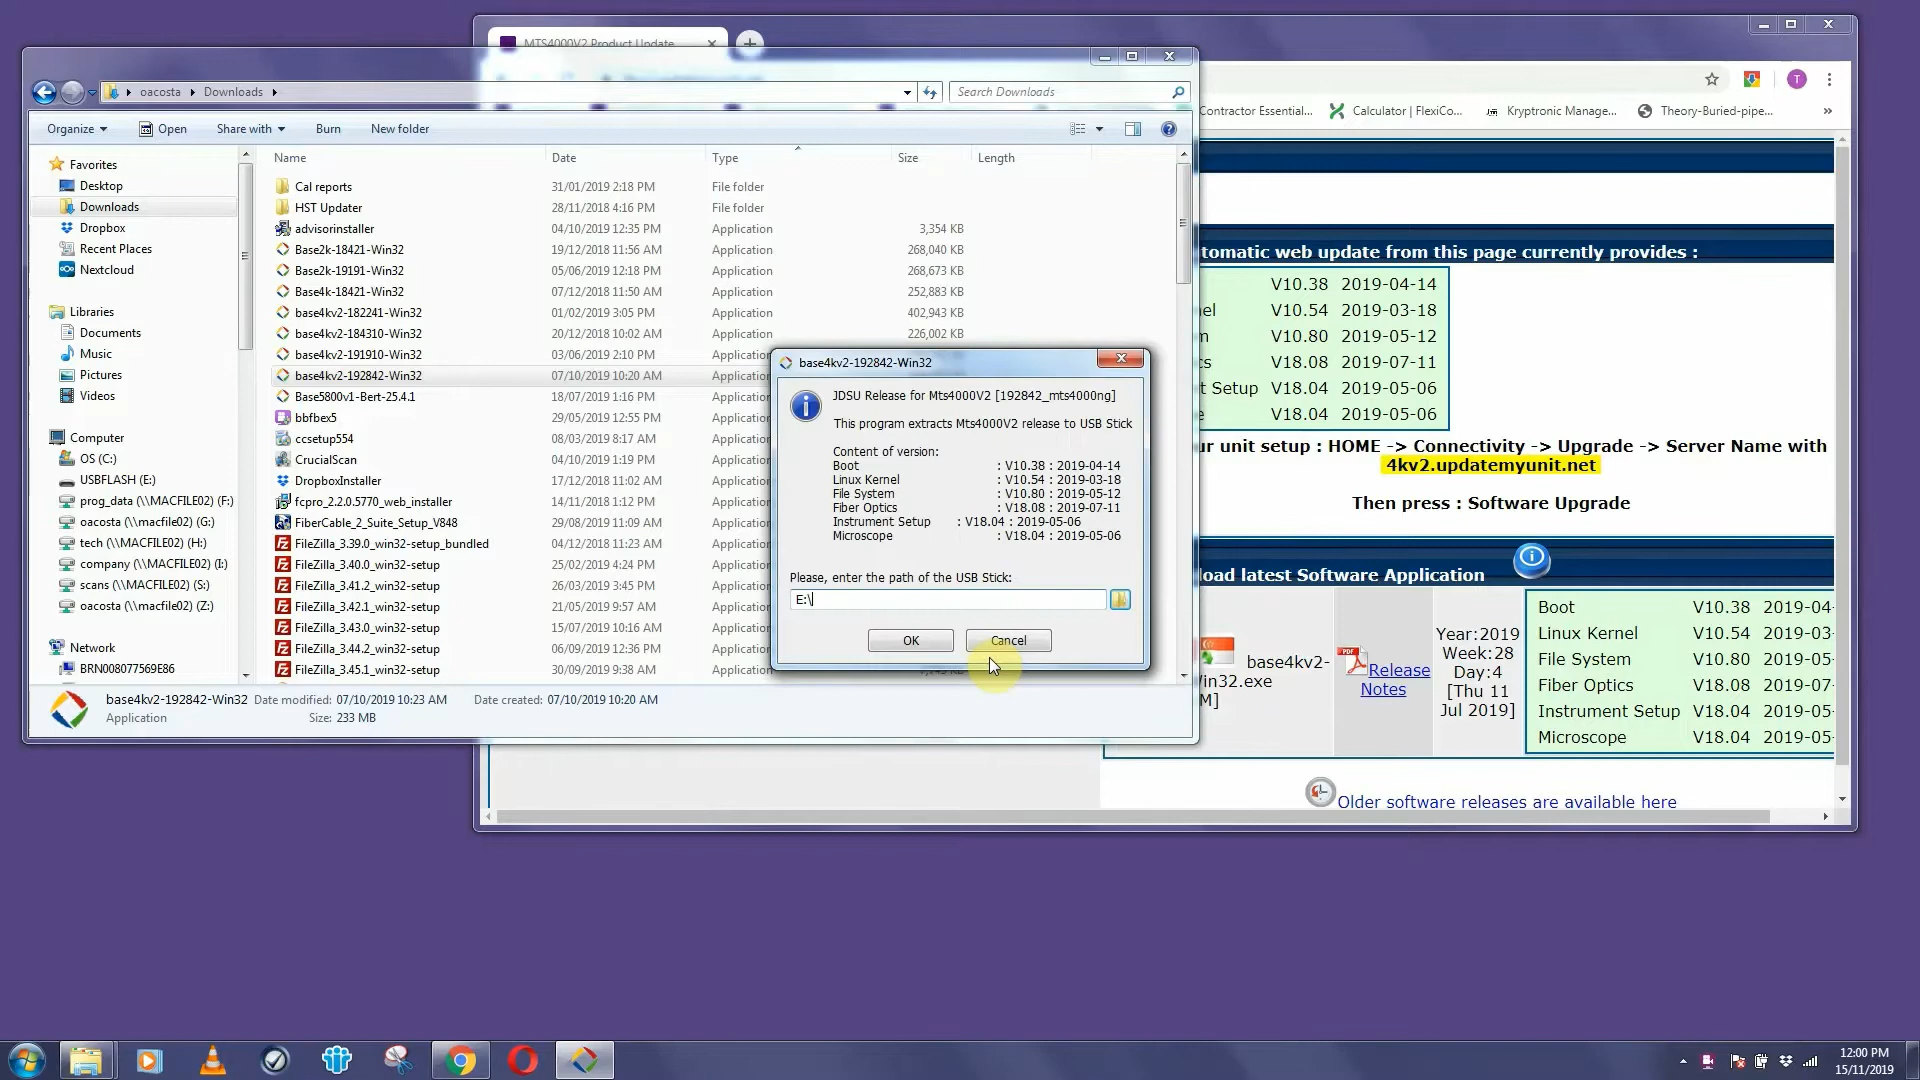 MTS4000V2 Product Update
oacosta
Downloads
Search Downloads
Contractor Essential...
Calculator | FlexiCo...
Kryptronic Manage...
Theory-Buried-pipe...
»
T
Organize
Open
Share with
Burn
New folder
Name
Date
Type
Size
Length
Favorites
Desktop
Downloads
Dropbox
Recent Places
Nextcloud
Libraries
Documents
Music
Pictures
Videos
Computer
OS (C:)
USBFLASH (E:)
prog_data (\\MACFILE02) (F:)
oacosta (\\macfile02) (G:)
tech (\\MACFILE02) (H:)
company (\\MACFILE02) (I:)
scans (\\MACFILE02) (S:)
oacosta (\\macfile02) (Z:)
Network
BRN008077569E86
Cal reports 31/01/2019 2:18 PM File folder
HST Updater 28/11/2018 4:16 PM File folder
advisorinstaller 04/10/2019 12:35 PM Application 3,354 KB
Base2k-18421-Win32 19/12/2018 11:56 AM Application 268,040 KB
Base2k-19191-Win32 05/06/2019 12:18 PM Application 268,673 KB
Base4k-18421-Win32 07/12/2018 11:50 AM Application 252,883 KB
base4kv2-182241-Win32 01/02/2019 3:05 PM Application 402,943 KB
base4kv2-184310-Win32 20/12/2018 10:02 AM Application 226,002 KB
base4kv2-191910-Win32 03/06/2019 2:10 PM Application
base4kv2-192842-Win32 07/10/2019 10:20 AM Application
Base5800v1-Bert-25.4.1 18/07/2019 1:16 PM Application
bbfbex5 29/05/2019 12:55 PM Application
ccsetup554 08/03/2019 8:17 AM Application
CrucialScan 04/10/2019 1:19 PM Application
DropboxInstaller 17/12/2018 11:02 AM Application
fcpro_2.2.0.5770_web_installer 14/11/2018 1:12 PM Application
FiberCable_2_Suite_Setup_V848 29/08/2019 11:09 AM Application
FileZilla_3.39.0_win32-setup_bundled 04/12/2018 11:23 AM Application
FileZilla_3.40.0_win32-setup 25/02/2019 4:24 PM Application
FileZilla_3.41.2_win32-setup 26/03/2019 3:45 PM Application
FileZilla_3.42.1_win32-setup 21/05/2019 9:57 AM Application
FileZilla_3.43.0_win32-setup 15/07/2019 10:16 AM Application
FileZilla_3.44.2_win32-setup 06/09/2019 12:36 PM Application
FileZilla_3.45.1_win32-setup 30/09/2019 9:38 AM Application
base4kv2-192842-Win32 Date modified: 07/10/2019 10:23 AM Date created: 07/10/2019 10:20 AM
Application Size: 233 MB
base4kv2-192842-Win32
JDSU Release for Mts4000V2 [192842_mts4000ng]
This program extracts Mts4000V2 release to USB Stick
Content of version:
Boot : V10.38 : 2019-04-14
Linux Kernel : V10.54 : 2019-03-18
File System : V10.80 : 2019-05-12
Fiber Optics : V18.08 : 2019-07-11
Instrument Setup : V18.04 : 2019-05-06
Microscope : V18.04 : 2019-05-06
Please, enter the path of the USB Stick:
E:\
OK
Cancel
tomatic web update from this page currently provides :
V10.38 2019-04-14
el V10.54 2019-03-18
n V10.80 2019-05-12
cs V18.08 2019-07-11
t Setup V18.04 2019-05-06
e V18.04 2019-05-06
ur unit setup : HOME -> Connectivity -> Upgrade -> Server Name with
4kv2.updatemyunit.net
Then press : Software Upgrade
load latest Software Application
base4kv2-
in32.exe
M]
Release
Notes
Year:2019
Week:28
Day:4
[Thu 11
Jul 2019]
Boot V10.38 2019-04-
Linux Kernel V10.54 2019-03-
File System V10.80 2019-05-
Fiber Optics V18.08 2019-07-
Instrument Setup V18.04 2019-05-
Microscope V18.04 2019-05-
Older software releases are available here
12:00 PM
15/11/2019